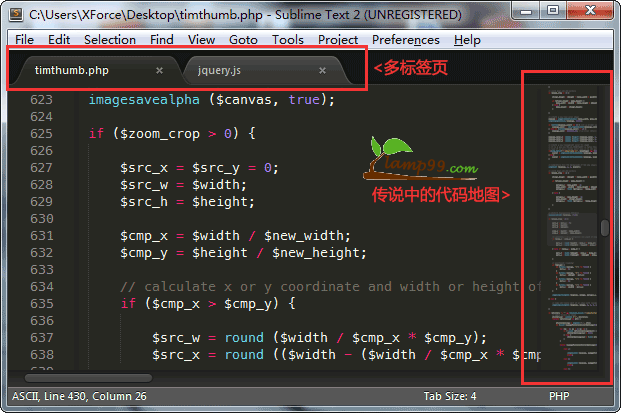 C:\Users\XForce\Desktop\timthumb.php - Sublime Text 2 (UNREGISTERED)
File Edit Selection Find View Goto Tools Project Preferences Help
timthumb.php × jquery.js × <多标签页
623 imagesavealpha ($canvas, true);
624
625 if ($zoom_crop > 0) {
626
627 $src_x = $src_y = 0;
628 $src_w = $width;
629 $src_h = $height;
630
631 $cmp_x = $width / $new_width;
632 $cmp_y = $height / $new_height;
633
634 // calculate x or y coordinate and width or height of
635 if ($cmp_x > $cmp_y) {
636
637 $src_w = round ($width / $cmp_x * $cmp_y);
638 $src_x = round (($width - ($width / $cmp_x * $cmp
lamp99.com
传说中的代码地图>
ASCII, Line 430, Column 26 Tab Size: 4 PHP